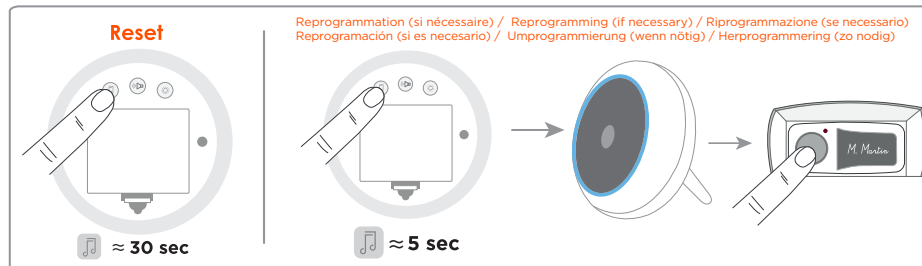 Reset
≈ 30 sec
Reprogrammation (si nécessaire) / Reprogramming (if necessary) / Riprogrammazione (se necessario)
Reprogramación (si es necesario) / Umprogrammierung (wenn nötig) / Herprogrammering (zo nodig)
≈ 5 sec
M. Martin